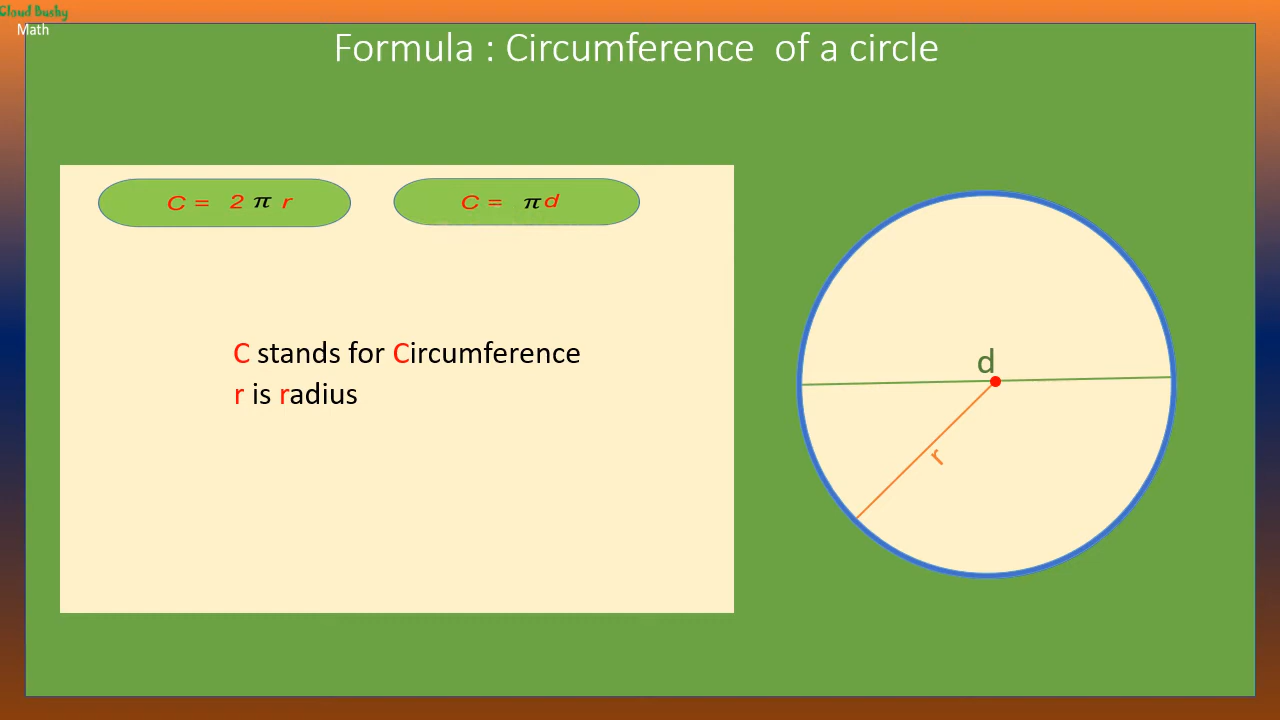 Cloud Bushy
Math
Formula : Circumference of a circle
C = 2 π r
C = π d
C stands for Circumference
r is radius
d
r